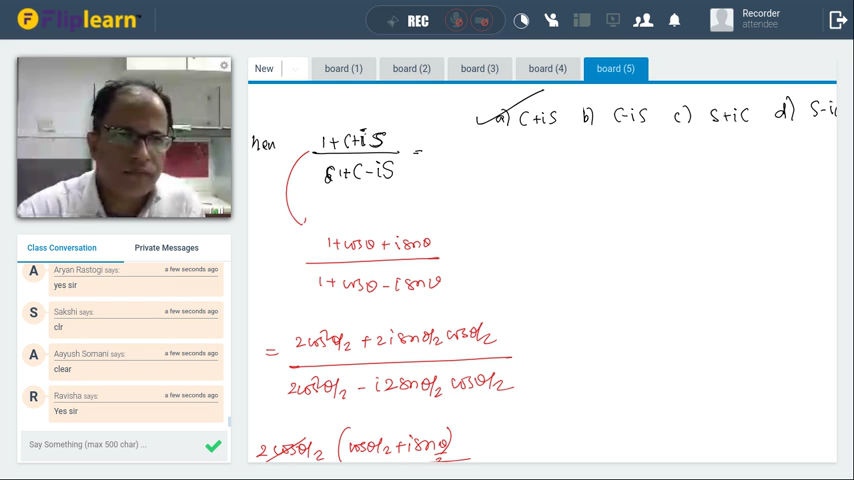 Fliplearn
REC
Recorder
attendee
New
board (1)
board (2)
board (3)
board (4)
board (5)
a) C+iS b) C-iS c) S+iC d) S-iC
hen 1+C+iS =
1+C-iS
1+cosθ+isinθ
1+cosθ-isinθ
= 2cos²θ/2 + 2isinθ/2 cosθ/2
2cos²θ/2 - i2sinθ/2 cosθ/2
2cosθ/2 (cosθ/2+isinθ/2)
Class Conversation
Private Messages
A
Aryan Rastogi says:
a few seconds ago
yes sir
S
Sakshi says:
a few seconds ago
clr
A
Aayush Somani says:
a few seconds ago
clear
R
Ravisha says:
a few seconds ago
Yes sir
Say Something (max 500 char) ...